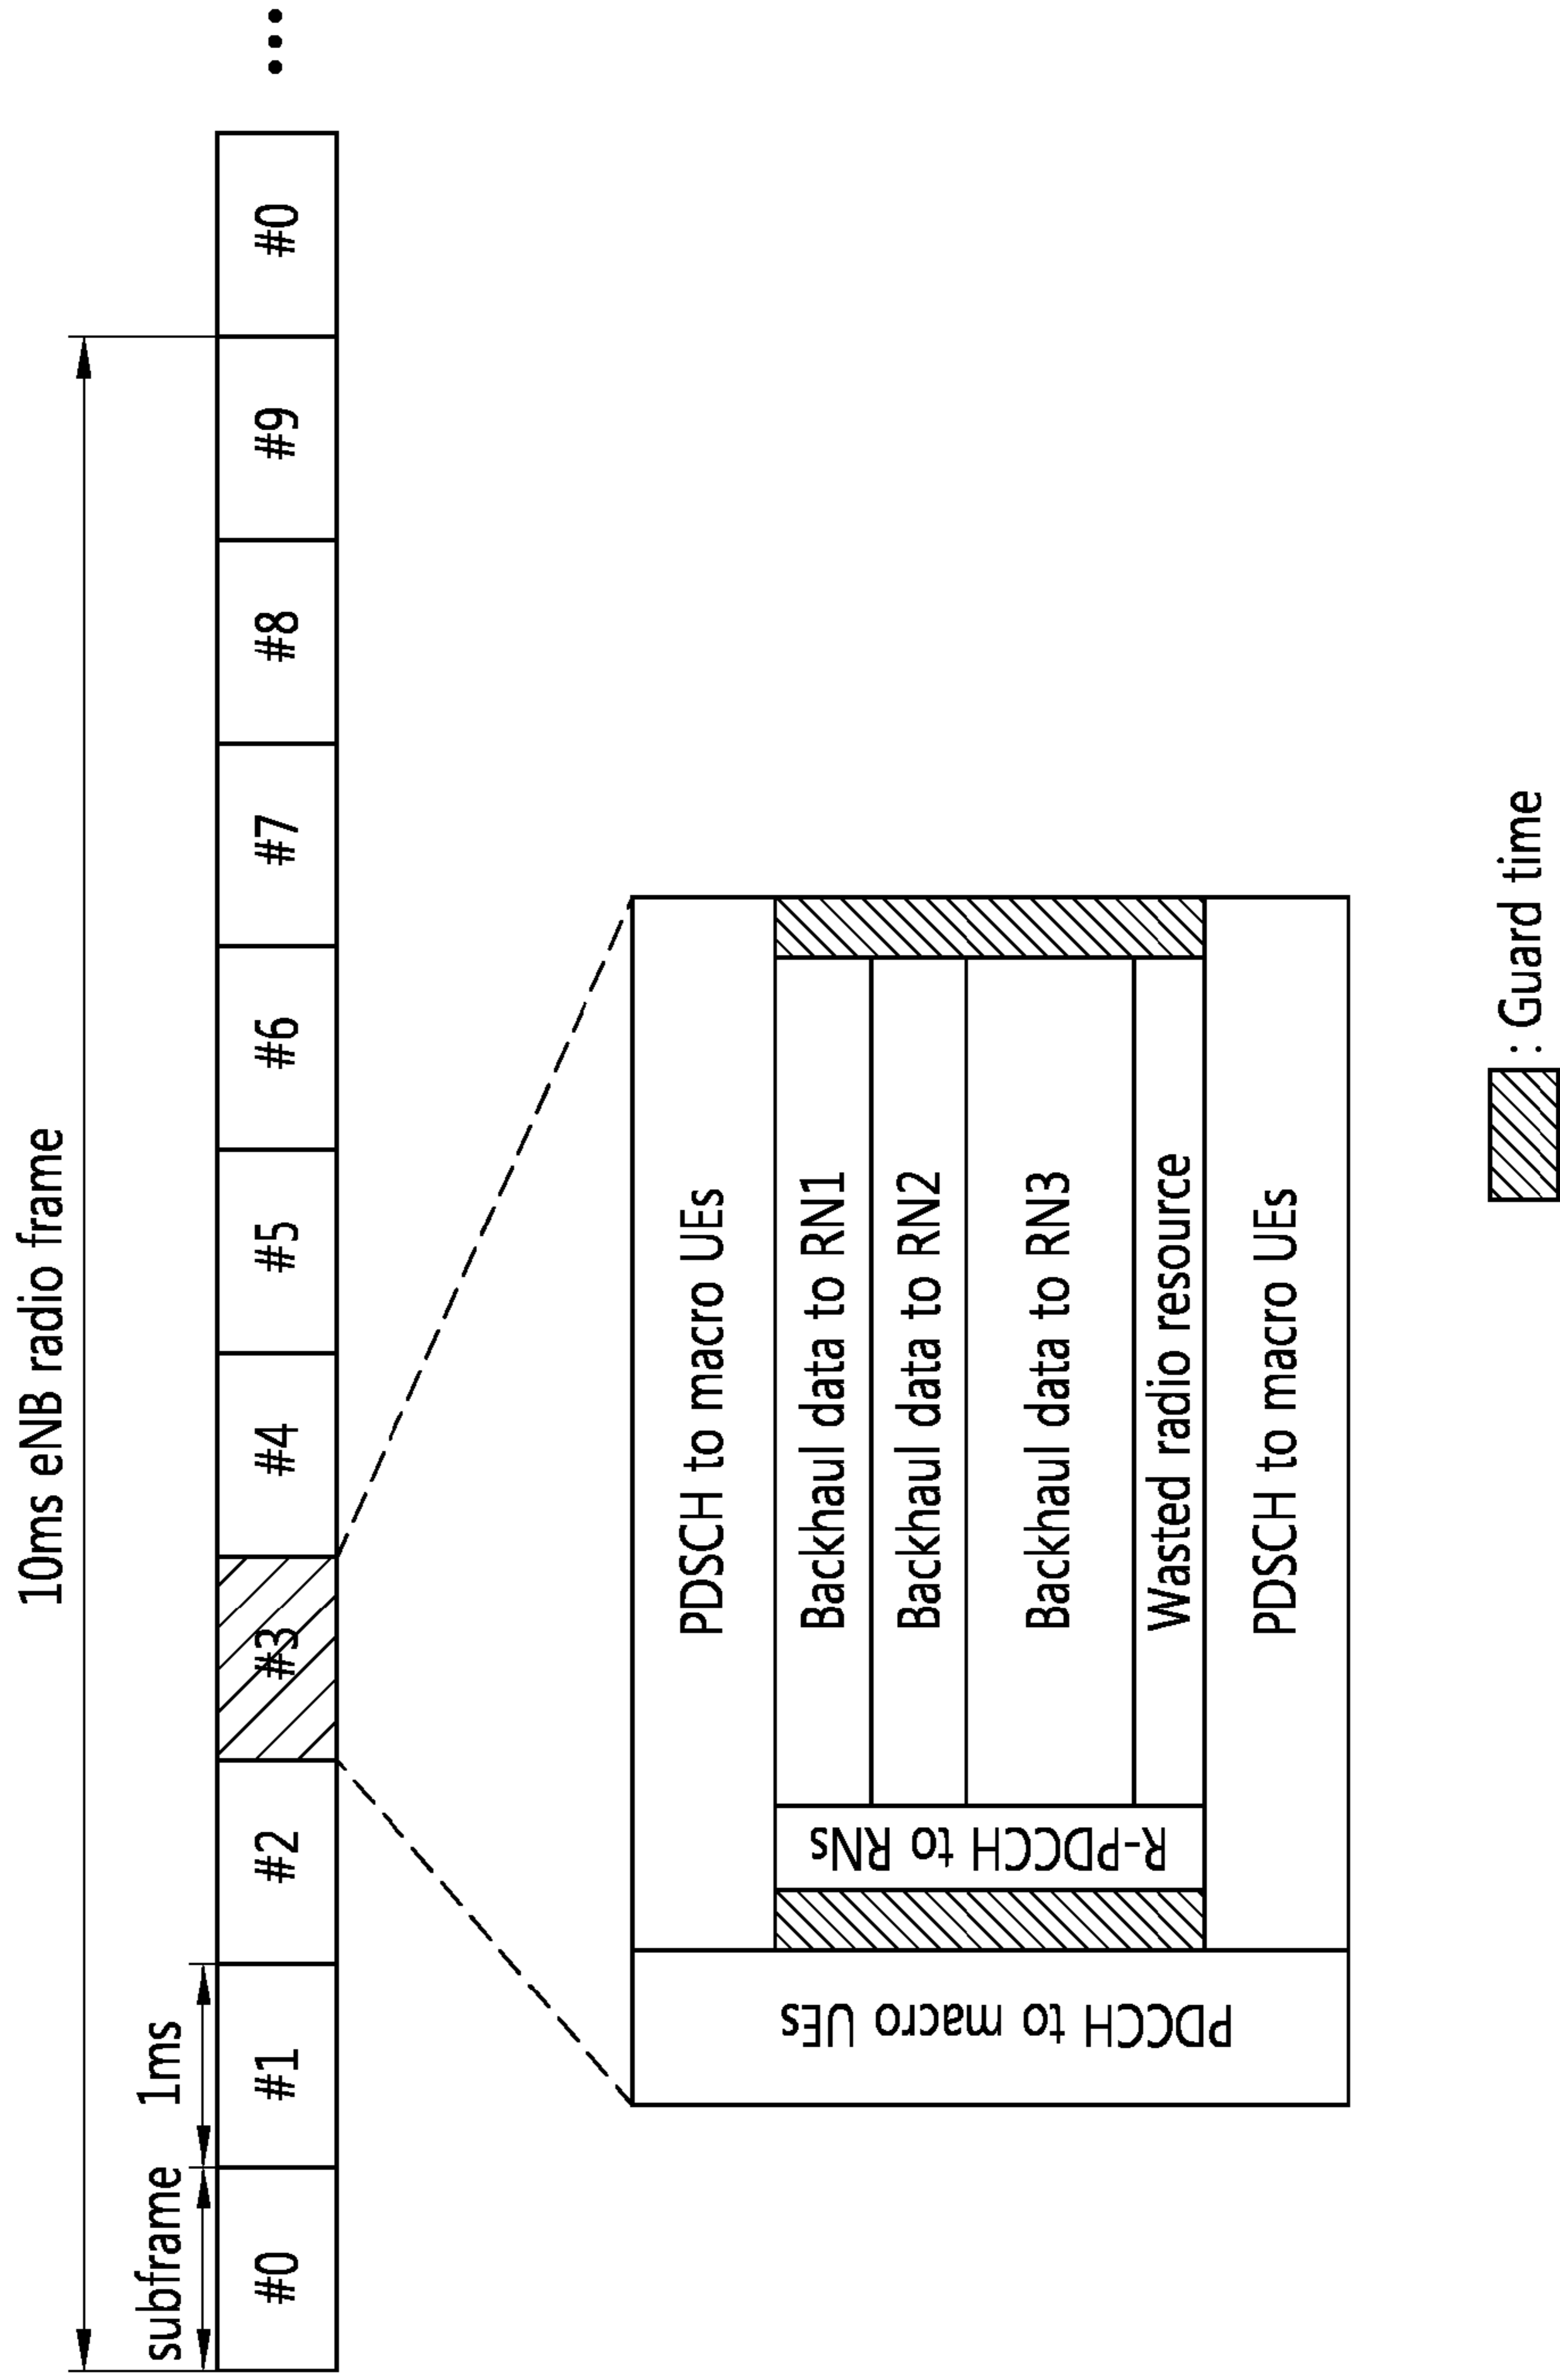 10ms eNB radio frame
subframe 1ms
#0 #1 #2 #3 #4 #5 #6 #7 #8 #9 #0 •••
PDCCH to macro UEs
PDSCH to macro UEs
R-PDCCH to RNs
Backhaul data to RN1
Backhaul data to RN2
Backhaul data to RN3
Wasted radio resource
PDSCH to macro UEs
: Guard time